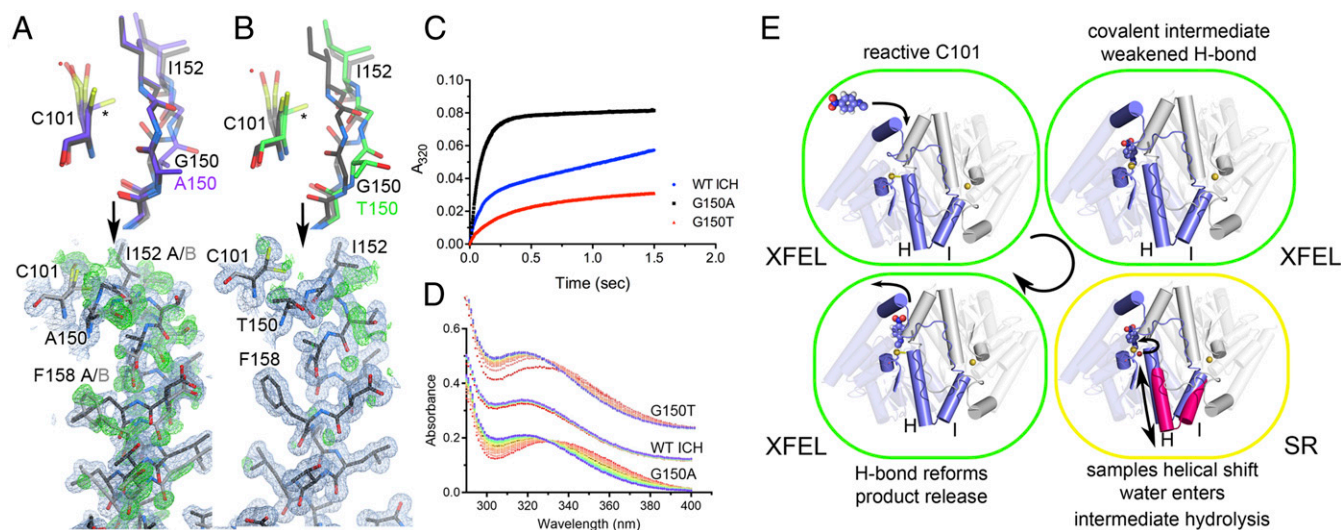 A
I152
C101
*
G150
A150
C101
I152 A/B
A150
F158 A/B
B
I152
C101
*
G150
T150
C101
I152
T150
F158
C
A320
0.10
0.08
0.06
0.04
0.02
0.00
0.0 0.5 1.0 1.5 2.0
Time (sec)
WT ICH
G150A
G150T
D
Absorbance
0.6
0.4
0.2
0.0
300 320 340 360 380 400
Wavelength (nm)
G150T
WT ICH
G150A
E
reactive C101
H I
XFEL
covalent intermediate
weakened H-bond
H I
XFEL
H I
XFEL
H-bond reforms
product release
H I
SR
samples helical shift
water enters
intermediate hydrolysis